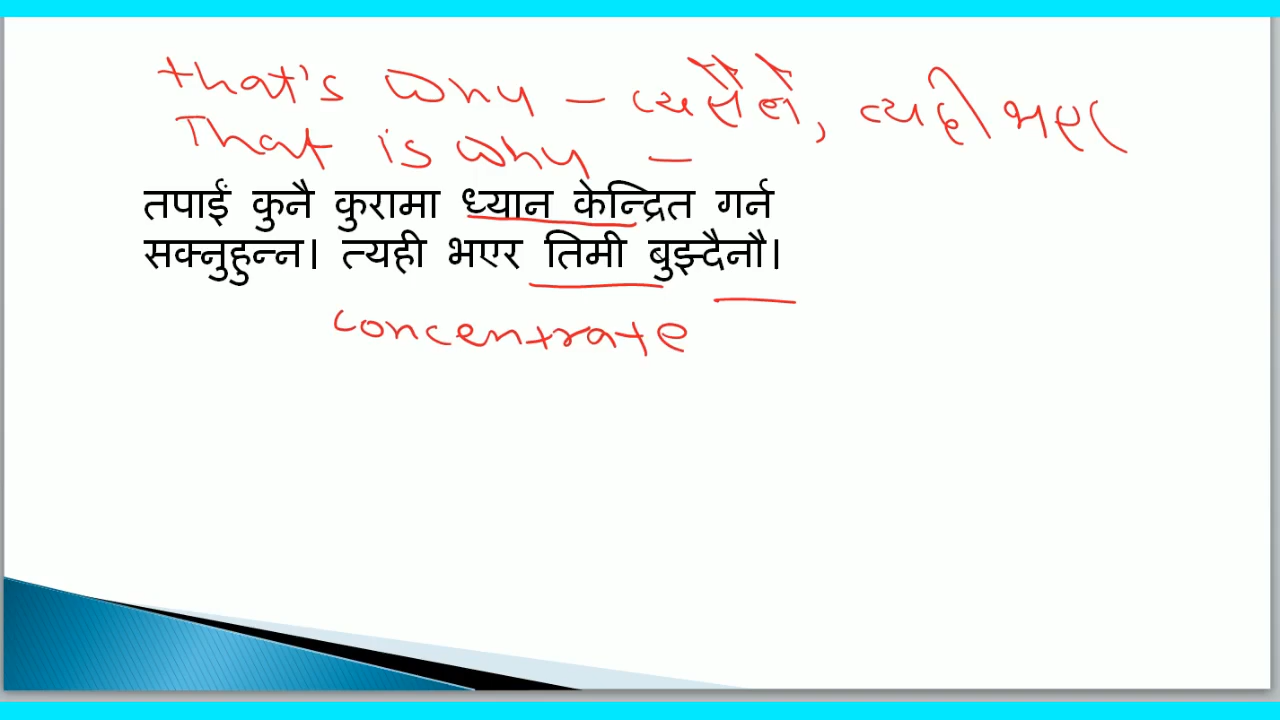 that's why – त्यसैले, त्यही भएर
That is why –
तपाईं कुनै कुरामा ध्यान केन्द्रित गर्न
सक्नुहुन्न। त्यही भएर तिमी बुझ्दैनौ।
concentrate